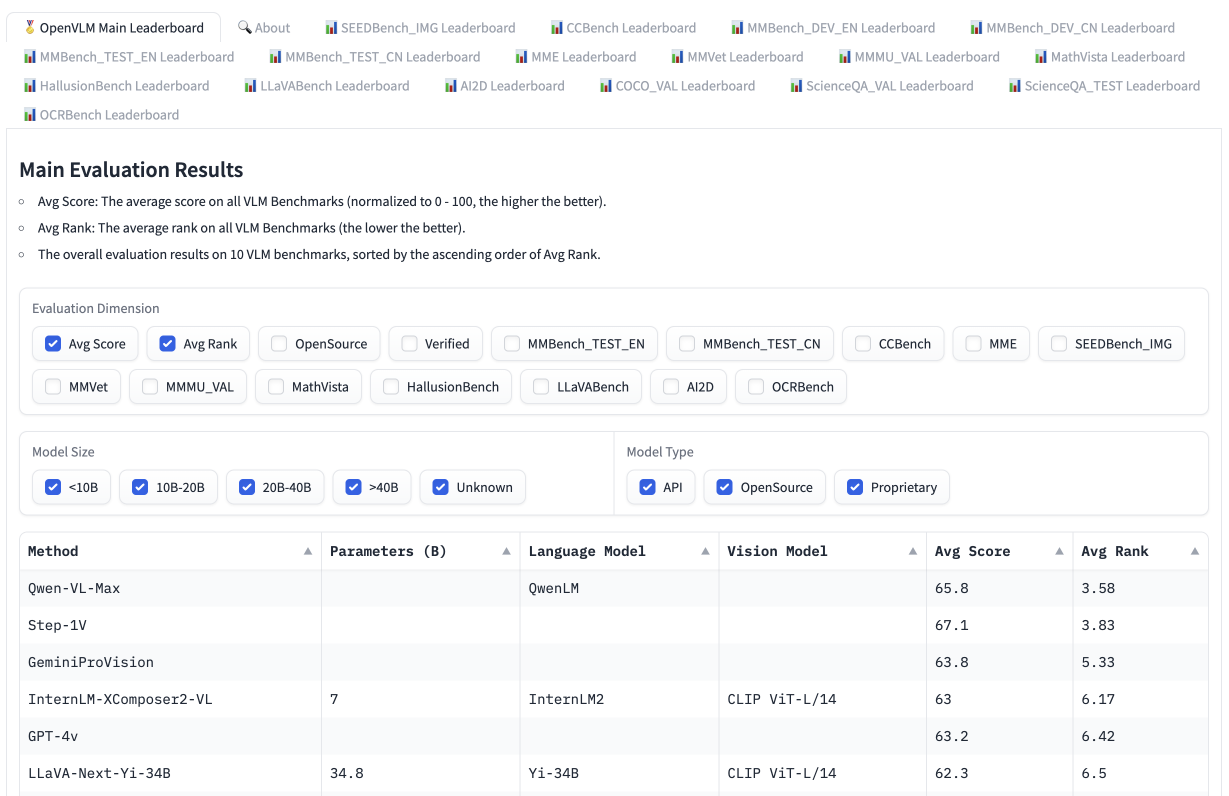 🏅 OpenVLM Main Leaderboard 🔍 About 📊 SEEDBench_IMG Leaderboard 📊 CCBench Leaderboard 📊 MMBench_DEV_EN Leaderboard 📊 MMBench_DEV_CN Leaderboard
📊 MMBench_TEST_EN Leaderboard 📊 MMBench_TEST_CN Leaderboard 📊 MME Leaderboard 📊 MMVet Leaderboard 📊 MMMU_VAL Leaderboard 📊 MathVista Leaderboard
📊 HallusionBench Leaderboard 📊 LLaVABench Leaderboard 📊 AI2D Leaderboard 📊 COCO_VAL Leaderboard 📊 ScienceQA_VAL Leaderboard 📊 ScienceQA_TEST Leaderboard
📊 OCRBench Leaderboard
Main Evaluation Results
Avg Score: The average score on all VLM Benchmarks (normalized to 0 - 100, the higher the better).
Avg Rank: The average rank on all VLM Benchmarks (the lower the better).
The overall evaluation results on 10 VLM benchmarks, sorted by the ascending order of Avg Rank.
Evaluation Dimension
Avg Score Avg Rank OpenSource Verified MMBench_TEST_EN MMBench_TEST_CN CCBench MME SEEDBench_IMG
MMVet MMMU_VAL MathVista HallusionBench LLaVABench AI2D OCRBench
Model Size Model Type
<10B 10B-20B 20B-40B >40B Unknown API OpenSource Proprietary
Method Parameters (B) Language Model Vision Model Avg Score Avg Rank
Qwen-VL-Max QwenLM 65.8 3.58
Step-1V 67.1 3.83
GeminiProVision 63.8 5.33
InternLM-XComposer2-VL 7 InternLM2 CLIP ViT-L/14 63 6.17
GPT-4v 63.2 6.42
LLaVA-Next-Yi-34B 34.8 Yi-34B CLIP ViT-L/14 62.3 6.5